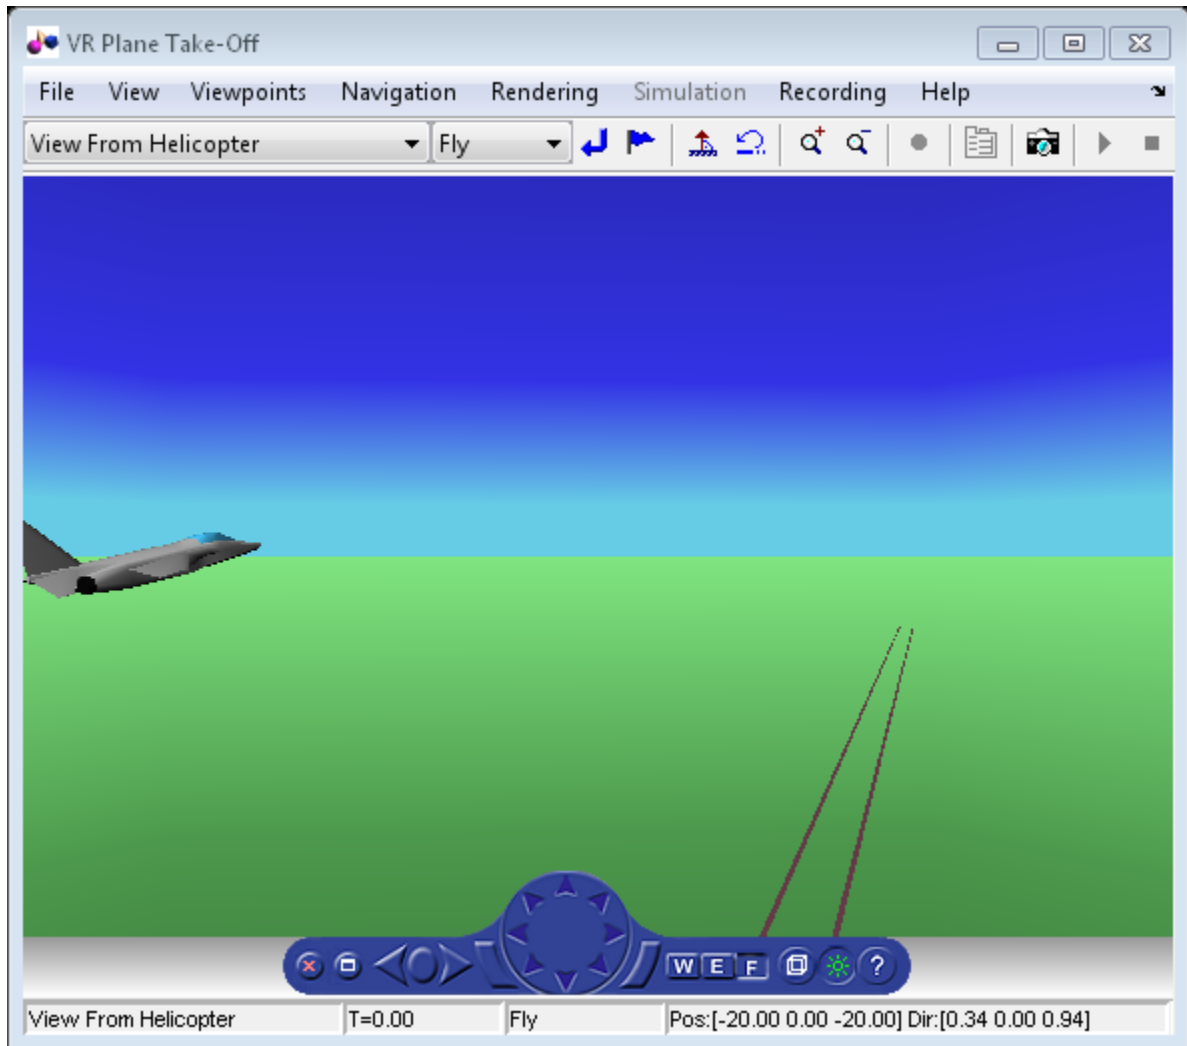 VR Plane Take-Off
File View Viewpoints Navigation Rendering Simulation Recording Help
View From Helicopter Fly
W E F ?
View From Helicopter T=0.00 Fly Pos:[-20.00 0.00 -20.00] Dir:[0.34 0.00 0.94]